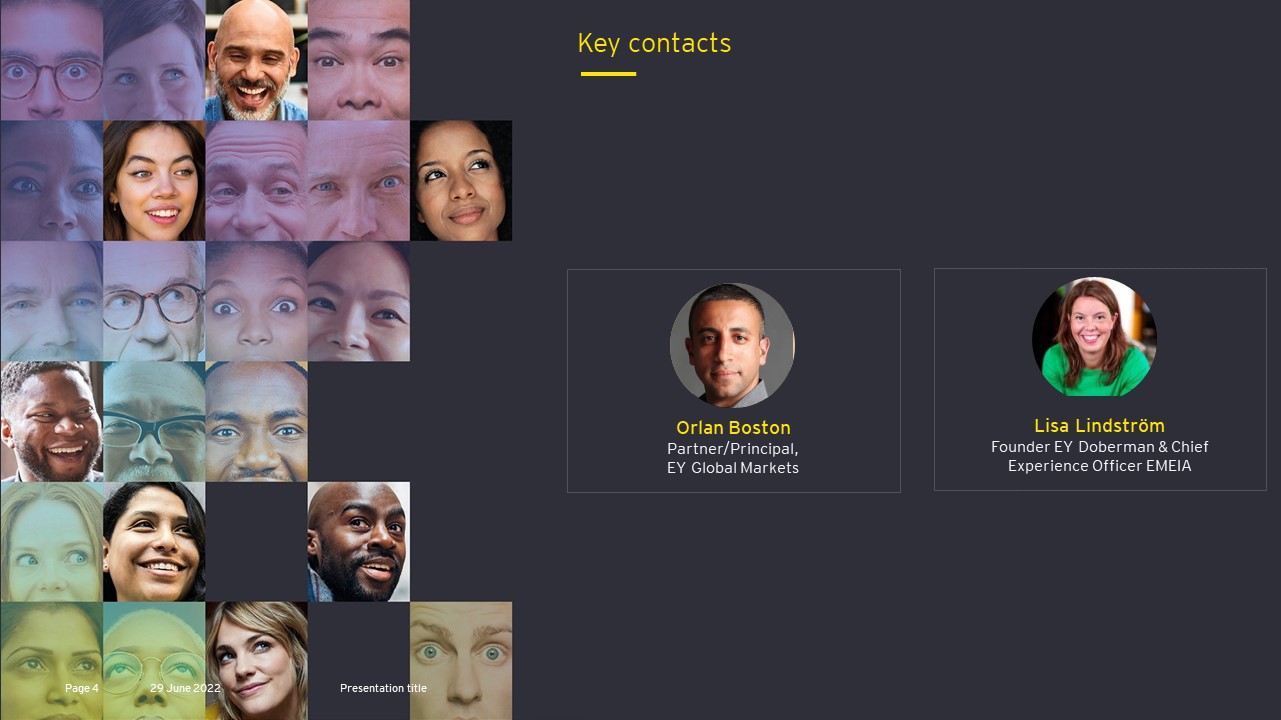 Key contacts
Orlan Boston
Partner/Principal,
EY Global Markets
Lisa Lindström
Founder EY Doberman & Chief
Experience Officer EMEIA
Page 4
29 June 2022
Presentation title